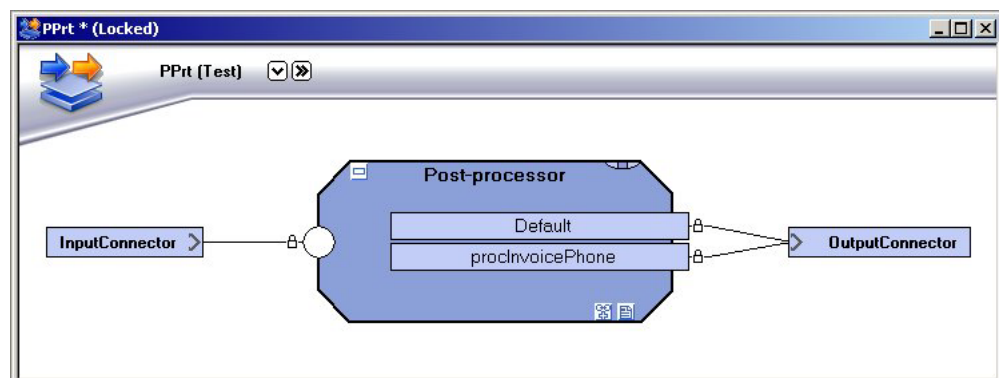 PPrt * (Locked)
PPrt (Test)
Post-processor
Default
InputConnector
OutputConnector
procInvoicePhone